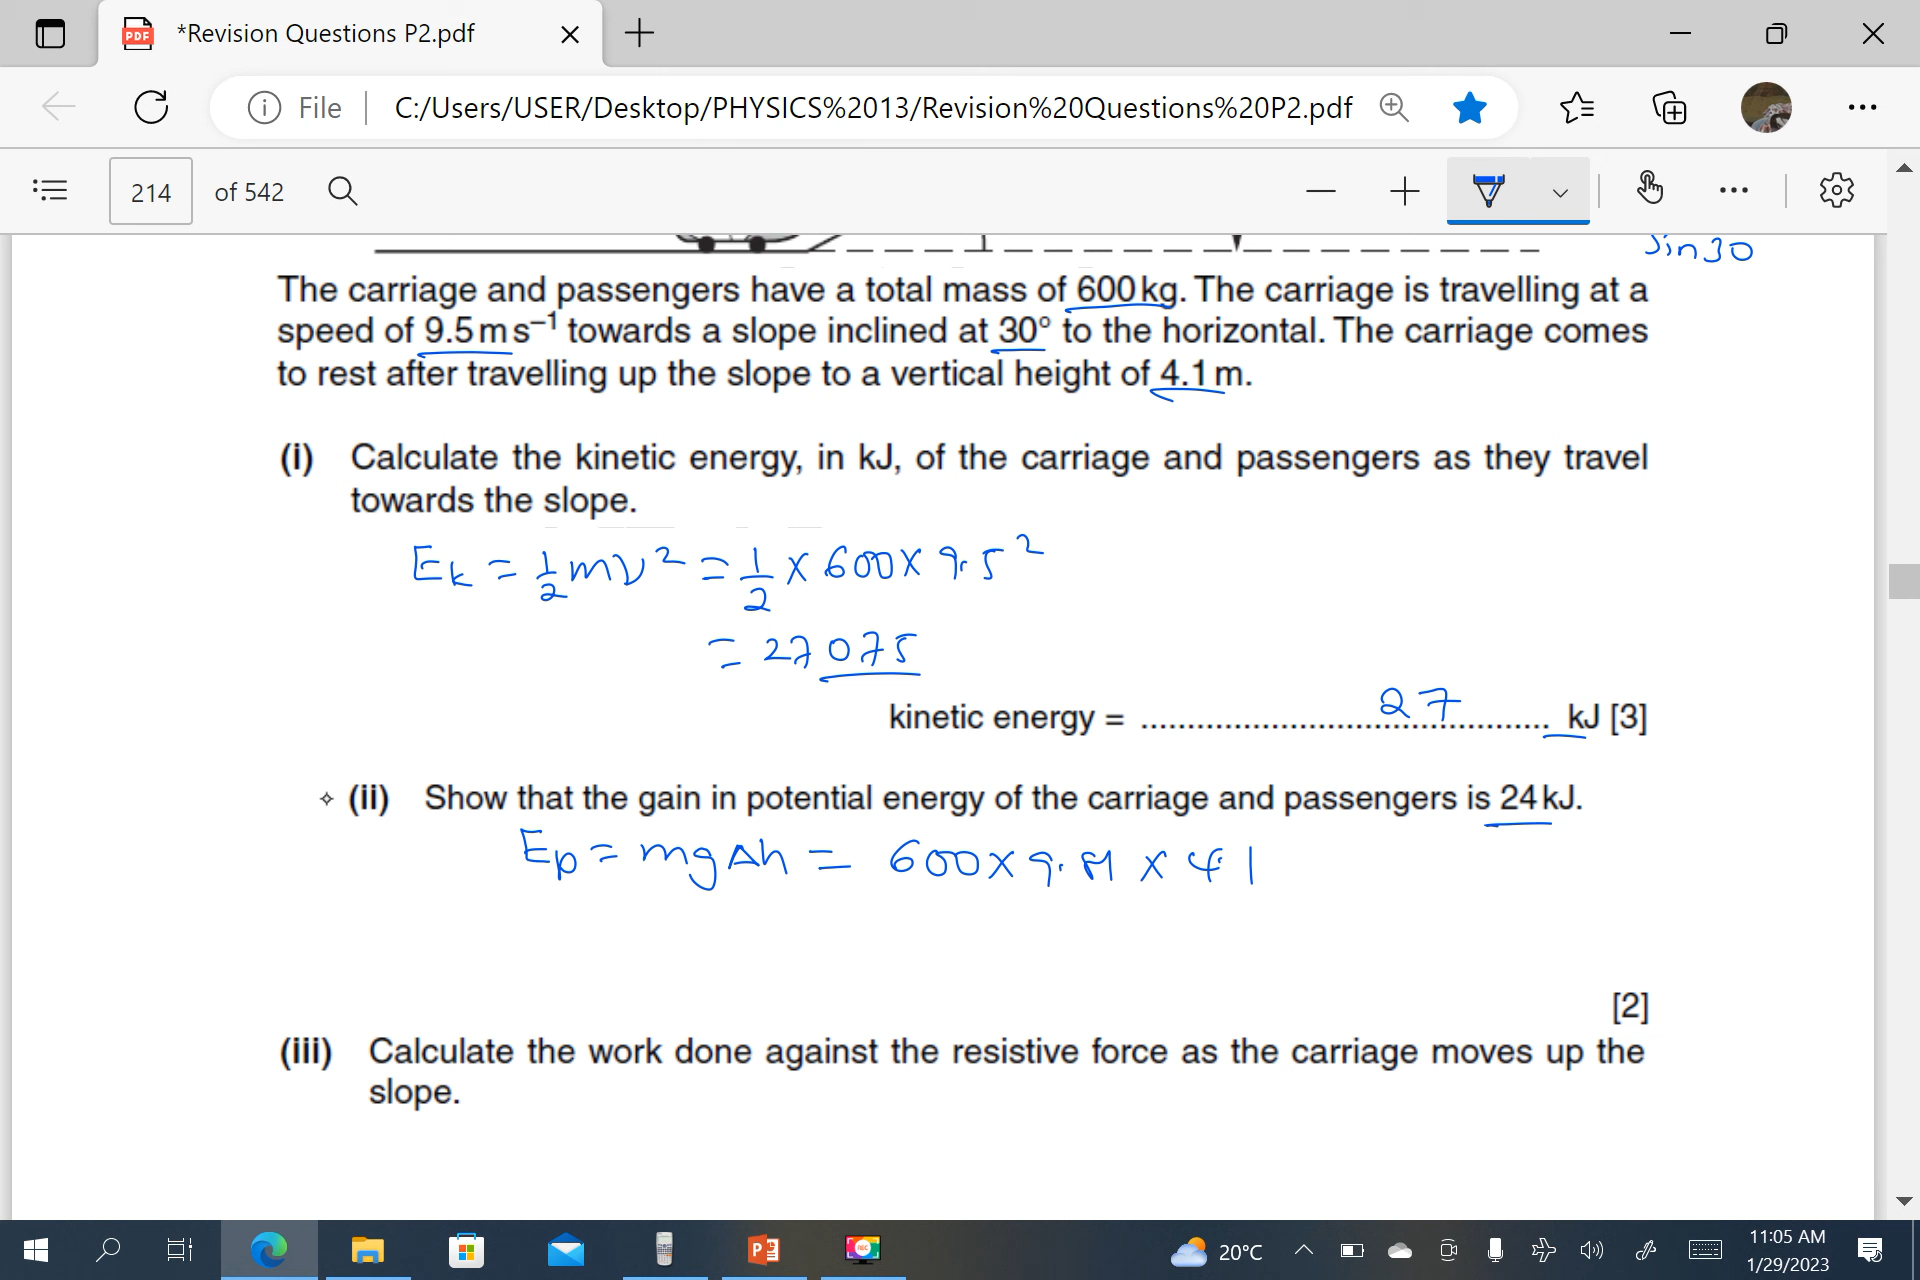 *Revision Questions P2.pdf
File | C:/Users/USER/Desktop/PHYSICS%2013/Revision%20Questions%20P2.pdf
214 of 542
Sin30
The carriage and passengers have a total mass of 600 kg. The carriage is travelling at a
speed of 9.5 m s⁻¹ towards a slope inclined at 30° to the horizontal. The carriage comes
to rest after travelling up the slope to a vertical height of 4.1 m.
(i) Calculate the kinetic energy, in kJ, of the carriage and passengers as they travel
towards the slope.
Ek = 1/2 mv² = 1/2 × 600 × 9.5²
= 27075
kinetic energy = ............ 27 ............ kJ [3]
(ii) Show that the gain in potential energy of the carriage and passengers is 24 kJ.
Ep = mgΔh = 600 × 9.81 × 4.1
[2]
(iii) Calculate the work done against the resistive force as the carriage moves up the
slope.
20°C
11:05 AM
1/29/2023